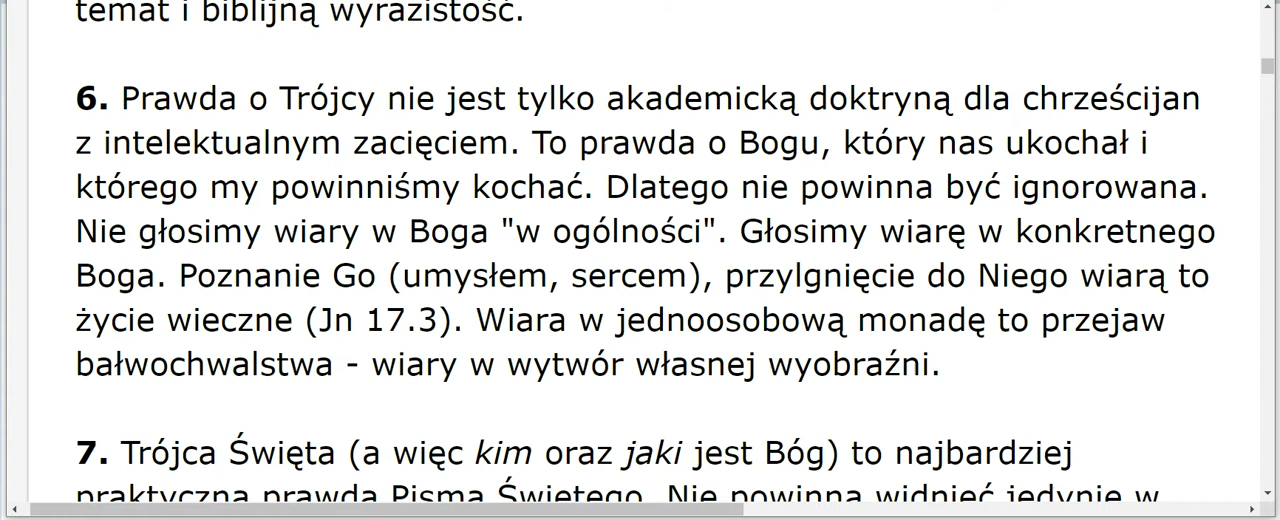 temat i biblijną wyrazistość.
6. Prawda o Trójcy nie jest tylko akademicką doktryną dla chrześcijan
z intelektualnym zacięciem. To prawda o Bogu, który nas ukochał i
którego my powinniśmy kochać. Dlatego nie powinna być ignorowana.
Nie głosimy wiary w Boga "w ogólności". Głosimy wiarę w konkretnego
Boga. Poznanie Go (umysłem, sercem), przylgnięcie do Niego wiarą to
życie wieczne (Jn 17.3). Wiara w jednoosobową monadę to przejaw
bałwochwalstwa - wiary w wytwór własnej wyobraźni.
7. Trójca Święta (a więc kim oraz jaki jest Bóg) to najbardziej
praktyczna prawda Pisma Świętego. Nie powinna widnieć jedynie w